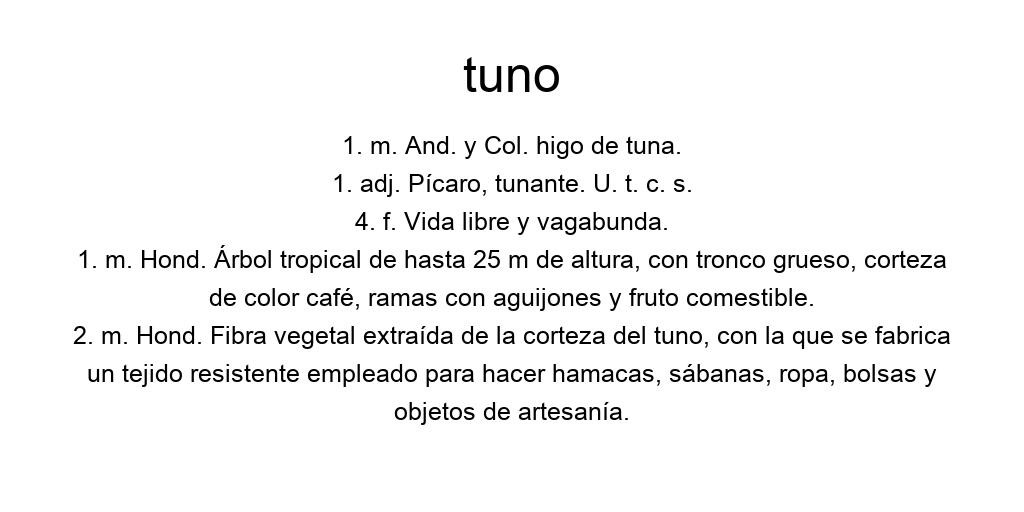 tuno
1. m. And. y Col. higo de tuna.
1. adj. Pícaro, tunante. U. t. c. s.
4. f. Vida libre y vagabunda.
1. m. Hond. Árbol tropical de hasta 25 m de altura, con tronco grueso, corteza
de color café, ramas con aguijones y fruto comestible.
2. m. Hond. Fibra vegetal extraída de la corteza del tuno, con la que se fabrica
un tejido resistente empleado para hacer hamacas, sábanas, ropa, bolsas y
objetos de artesanía.